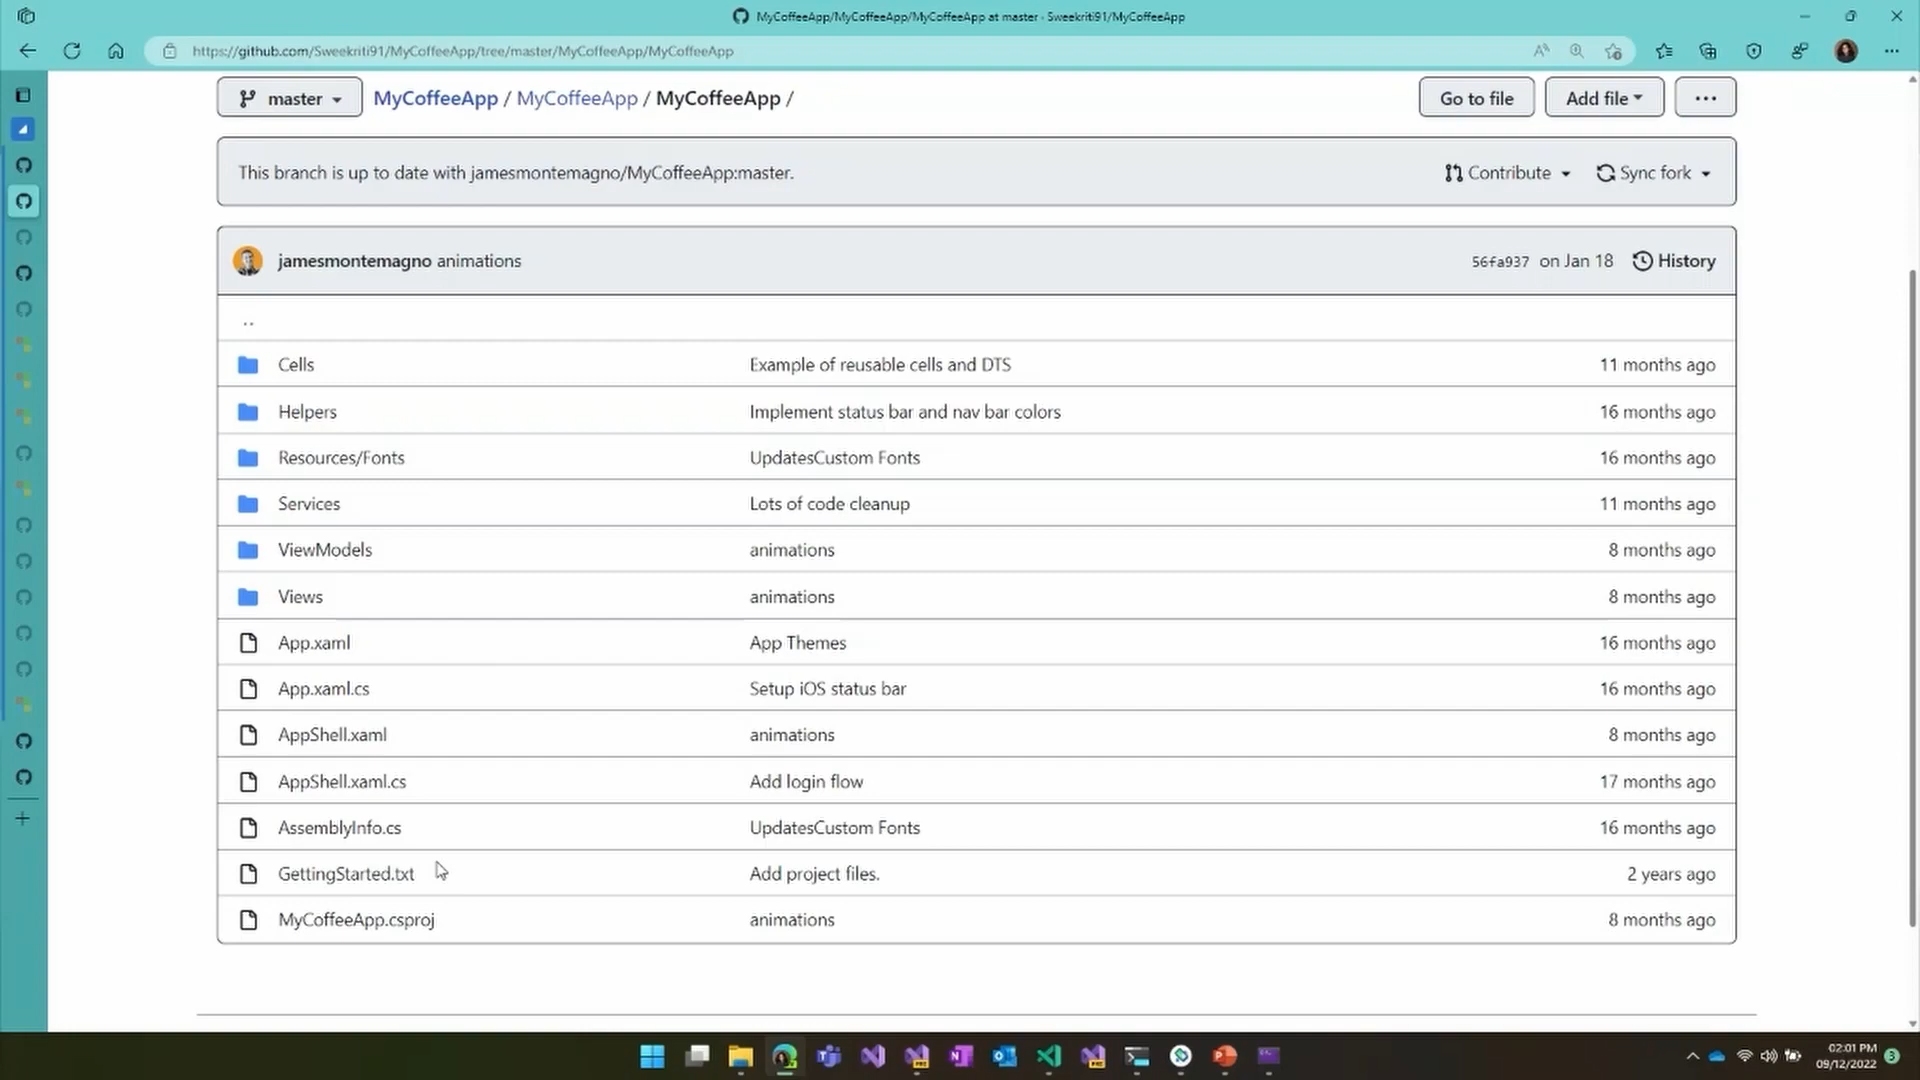 MyCoffeeApp/MyCoffeeApp/MyCoffeeApp at master · Sweekriti91/MyCoffeeApp
https://github.com/Sweekriti91/MyCoffeeApp/tree/master/MyCoffeeApp/MyCoffeeApp
master MyCoffeeApp / MyCoffeeApp / MyCoffeeApp / Go to file Add file ...
This branch is up to date with jamesmontemagno/MyCoffeeApp:master. Contribute Sync fork
jamesmontemagno animations 56fa937 on Jan 18 History
..
Cells Example of reusable cells and DTS 11 months ago
Helpers Implement status bar and nav bar colors 16 months ago
Resources/Fonts UpdatesCustom Fonts 16 months ago
Services Lots of code cleanup 11 months ago
ViewModels animations 8 months ago
Views animations 8 months ago
App.xaml App Themes 16 months ago
App.xaml.cs Setup iOS status bar 16 months ago
AppShell.xaml animations 8 months ago
AppShell.xaml.cs Add login flow 17 months ago
AssemblyInfo.cs UpdatesCustom Fonts 16 months ago
GettingStarted.txt Add project files. 2 years ago
MyCoffeeApp.csproj animations 8 months ago
02:01 PM
09/12/2022 3